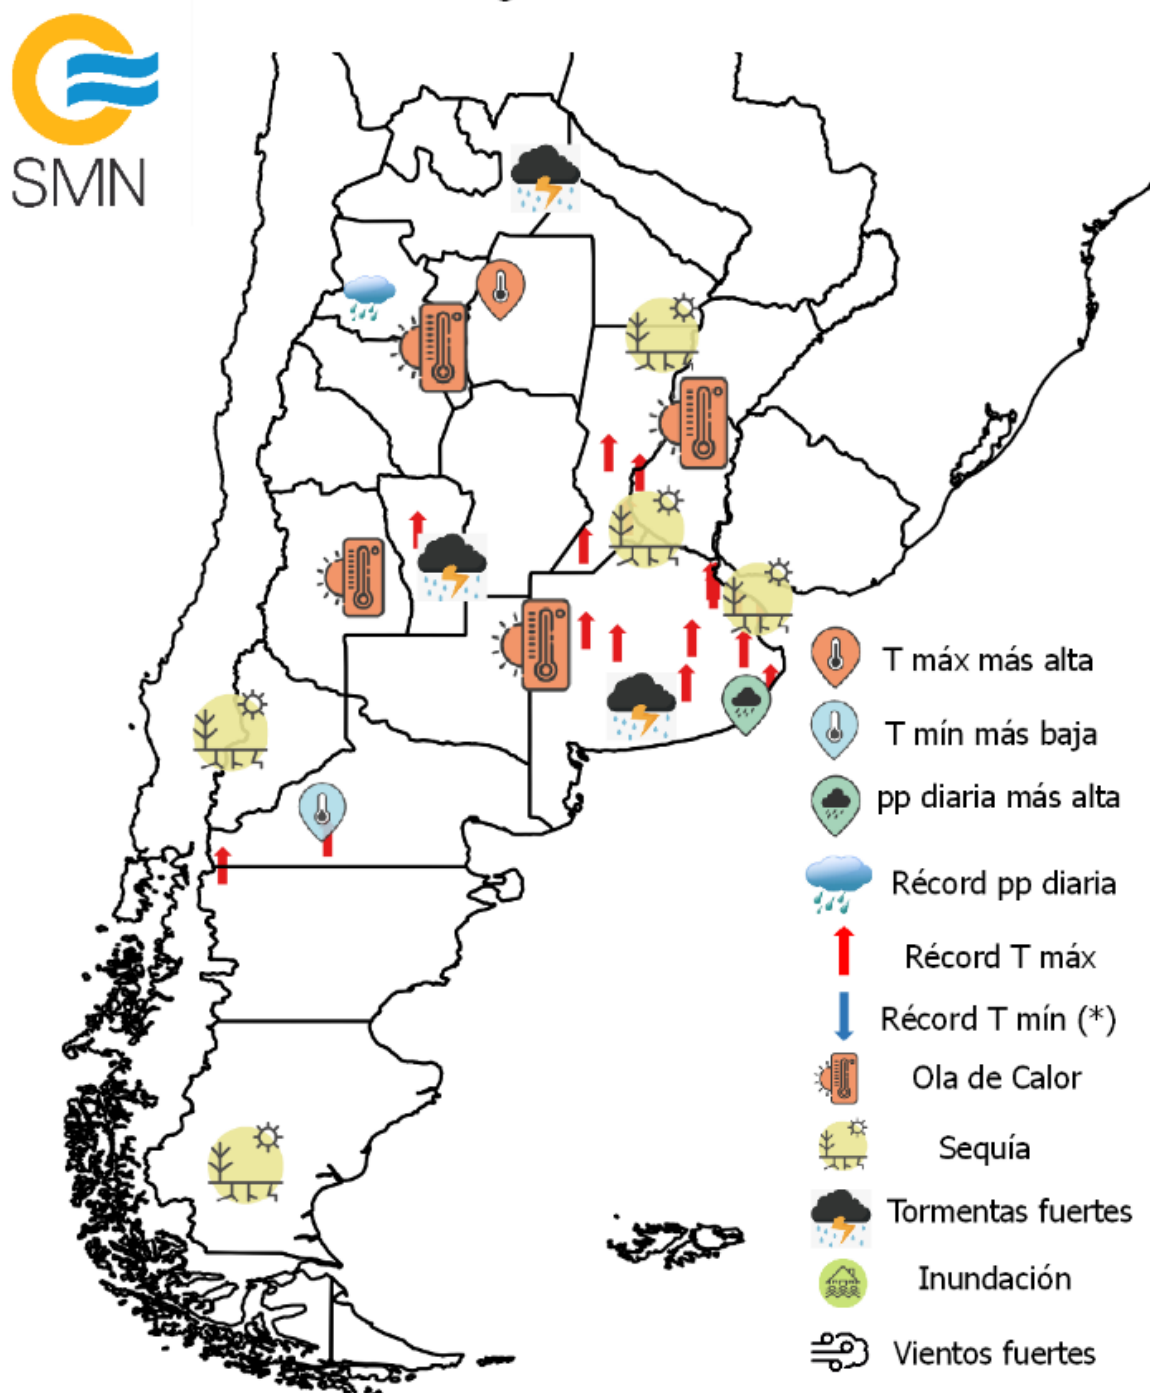 SMN
T máx más alta
T mín más baja
pp diaria más alta
Récord pp diaria
Récord T máx
Récord T mín (*)
Ola de Calor
Sequía
Tormentas fuertes
Inundación
Vientos fuertes